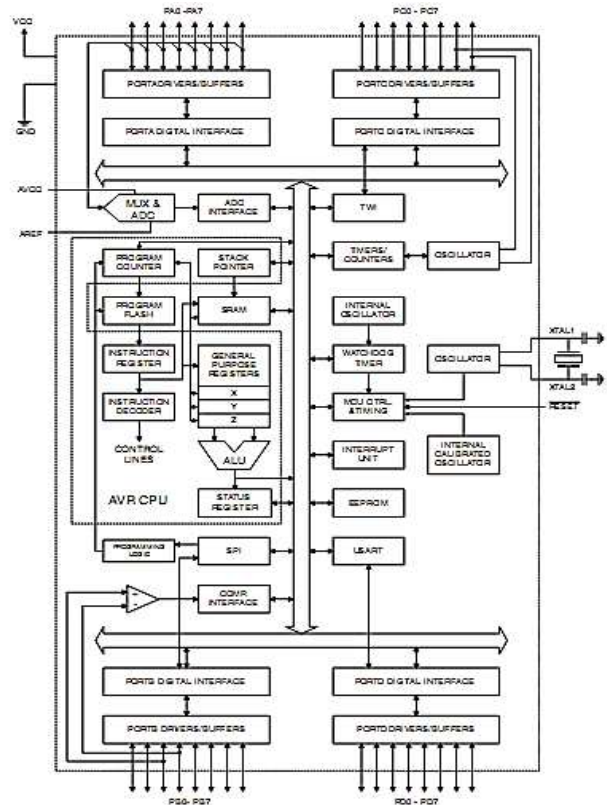 PA0 - PA7
PC0 - PC7
VCC
PORTA DRIVERS/BUFFERS
PORTC DRIVERS/BUFFERS
GND
PORTA DIGITAL INTERFACE
PORTC DIGITAL INTERFACE
AVCC
MUX &
ADC
ADC
INTERFACE
TWI
AREF
PROGRAM
COUNTER
STACK
POINTER
TIMERS/
COUNTERS
OSCILLATOR
PROGRAM
FLASH
SRAM
INTERNAL
OSCILLATOR
XTAL1
INSTRUCTION
REGISTER
GENERAL
PURPOSE
REGISTERS
WATCHDOG
TIMER
OSCILLATOR
X
XTAL2
INSTRUCTION
DECODER
Y
MCU CTRL.
& TIMING
RESET
Z
CONTROL
LINES
ALU
INTERRUPT
UNIT
INTERNAL
CALIBRATED
OSCILLATOR
AVR CPU
STATUS
REGISTER
EEPROM
PROGRAMMING
LOGIC
SPI
USART
+
-
COMP.
INTERFACE
PORTB DIGITAL INTERFACE
PORTD DIGITAL INTERFACE
PORTB DRIVERS/BUFFERS
PORTD DRIVERS/BUFFERS
PB0 - PB7
PD0 - PD7